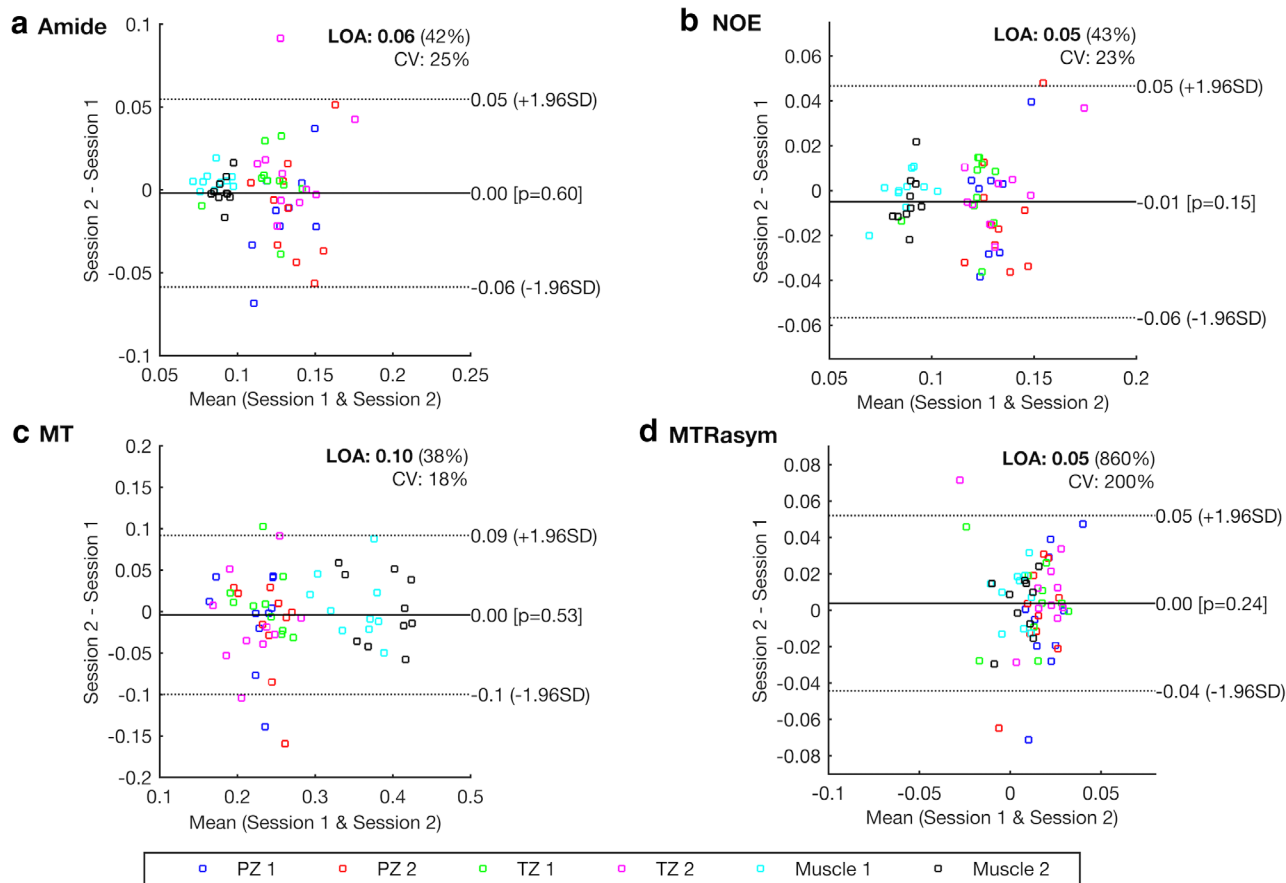 a Amide
LOA: 0.06 (42%)
CV: 25%
0.1
0.05
0
-0.05
-0.1
0.05 (+1.96SD)
0.00 [p=0.60]
-0.06 (-1.96SD)
Session 2 - Session 1
0.05 0.1 0.15 0.2 0.25
Mean (Session 1 & Session 2)
b NOE
LOA: 0.05 (43%)
CV: 23%
0.06
0.04
0.02
0
-0.02
-0.04
-0.06
0.05 (+1.96SD)
-0.01 [p=0.15]
-0.06 (-1.96SD)
Session 2 - Session 1
0.05 0.1 0.15 0.2
Mean (Session 1 & Session 2)
c MT
LOA: 0.10 (38%)
CV: 18%
0.2
0.15
0.1
0.05
0
-0.05
-0.1
-0.15
-0.2
0.09 (+1.96SD)
0.00 [p=0.53]
-0.1 (-1.96SD)
Session 2 - Session 1
0.1 0.2 0.3 0.4 0.5
Mean (Session 1 & Session 2)
d MTRasym
LOA: 0.05 (860%)
CV: 200%
0.08
0.06
0.04
0.02
0
-0.02
-0.04
-0.06
-0.08
0.05 (+1.96SD)
0.00 [p=0.24]
-0.04 (-1.96SD)
Session 2 - Session 1
-0.1 -0.05 0 0.05
Mean (Session 1 & Session 2)
PZ 1 PZ 2 TZ 1 TZ 2 Muscle 1 Muscle 2